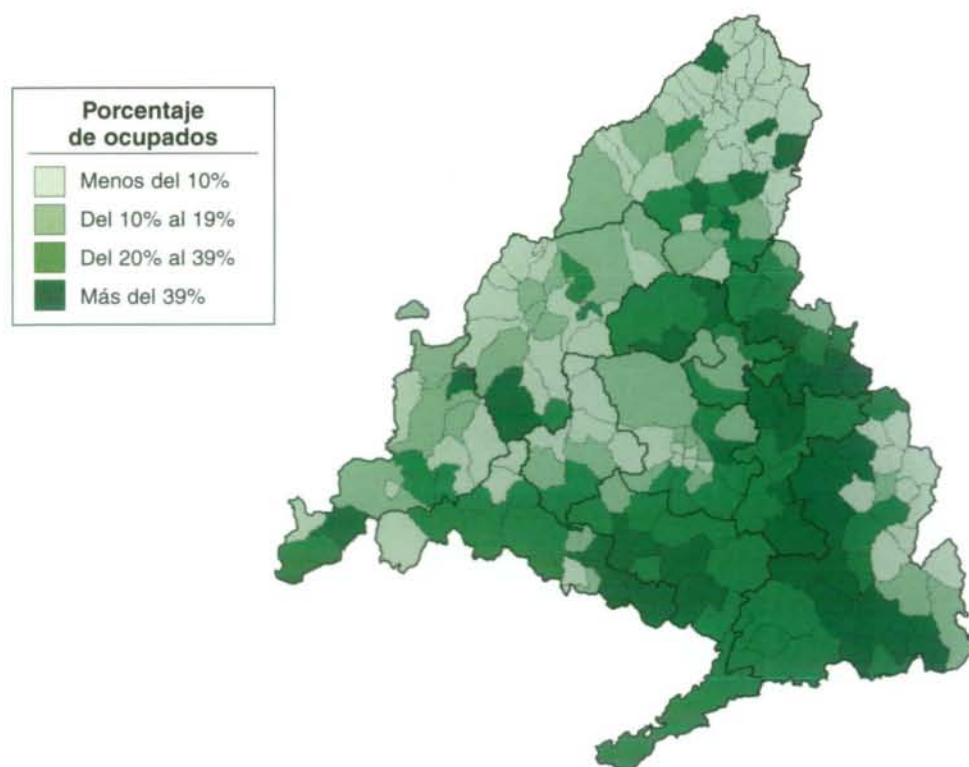 Porcentaje
de ocupados
Menos del 10%
Del 10% al 19%
Del 20% al 39%
Más del 39%